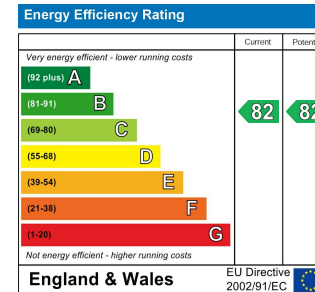 Energy Efficiency Rating
Current Potent
Very energy efficient - lower running costs
(92 plus) A
(81-91) B
(69-80) C
(55-68) D
(39-54) E
(21-38) F
(1-20) G
82 82
Not energy efficient - higher running costs
England & Wales
EU Directive
2002/91/EC